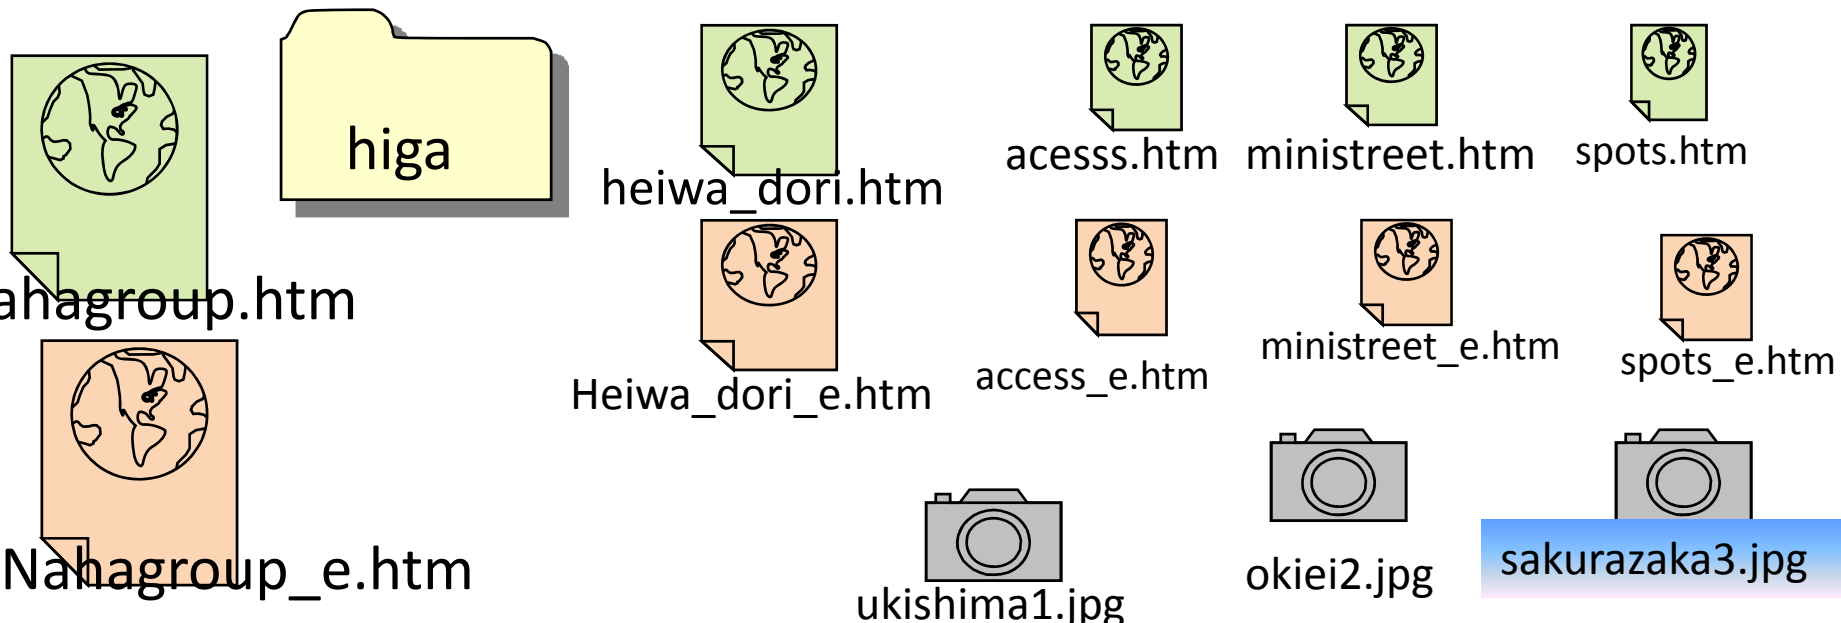 higa
heiwa_dori.htm
acesss.htm
ministreet.htm
spots.htm
ahagroup.htm
Heiwa_dori_e.htm
access_e.htm
ministreet_e.htm
spots_e.htm
Nahagroup_e.htm
ukishima1.jpg
okiei2.jpg
sakurazaka3.jpg